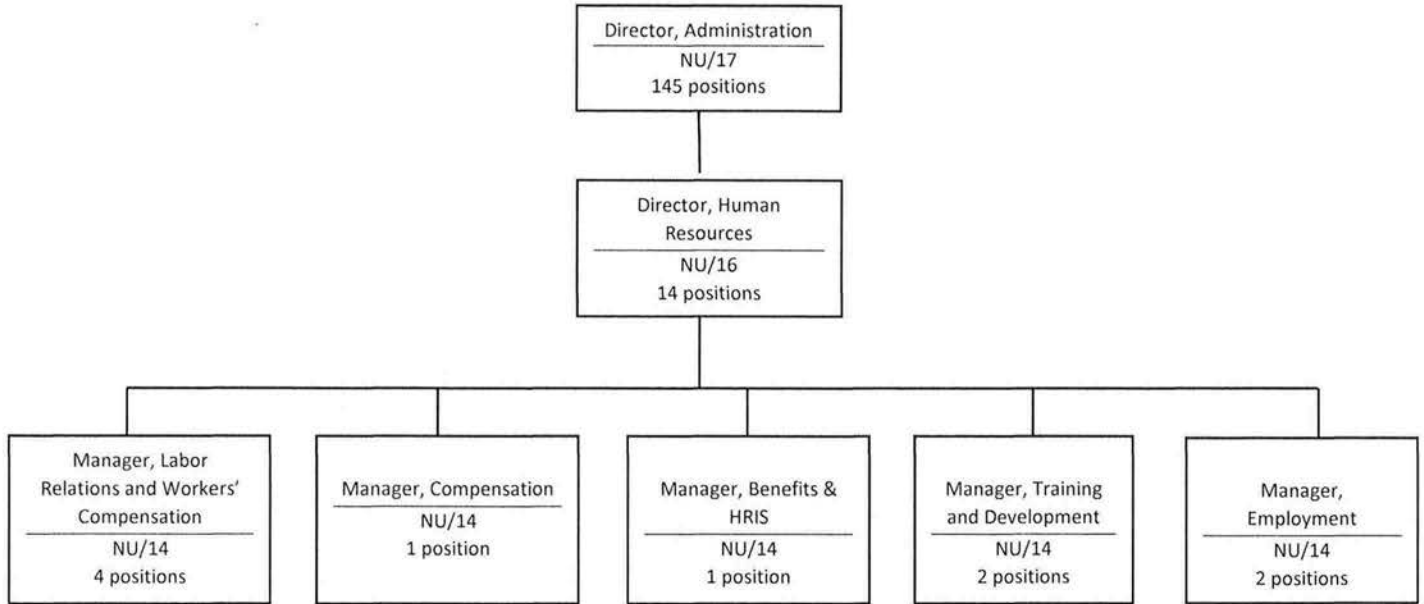 Director, Administration
NU/17
145 positions
Director, Human
Resources
NU/16
14 positions
Manager, Labor
Relations and Workers’
Compensation
NU/14
4 positions
Manager, Compensation
NU/14
1 position
Manager, Benefits &
HRIS
NU/14
1 position
Manager, Training
and Development
NU/14
2 positions
Manager,
Employment
NU/14
2 positions